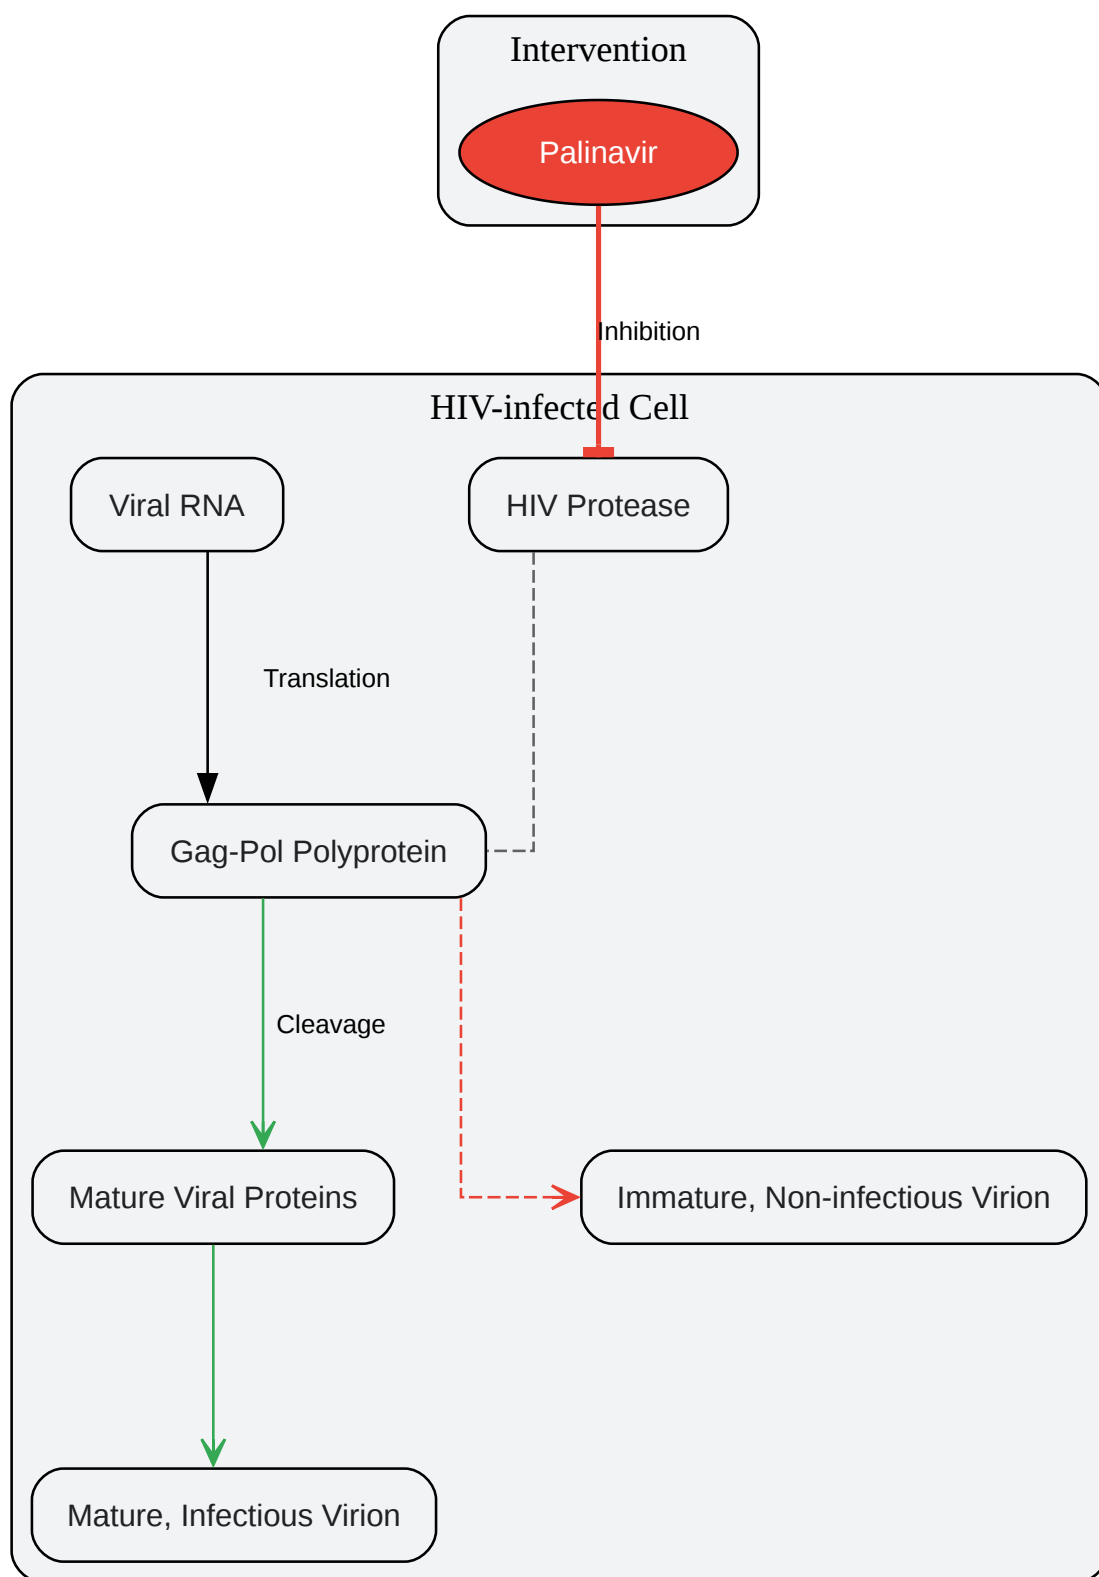 Intervention
Palinavir
Inhibition
HIV-infected Cell
Viral RNA
HIV Protease
Translation
Gag-Pol Polyprotein
Cleavage
Mature Viral Proteins
Immature, Non-infectious Virion
Mature, Infectious Virion